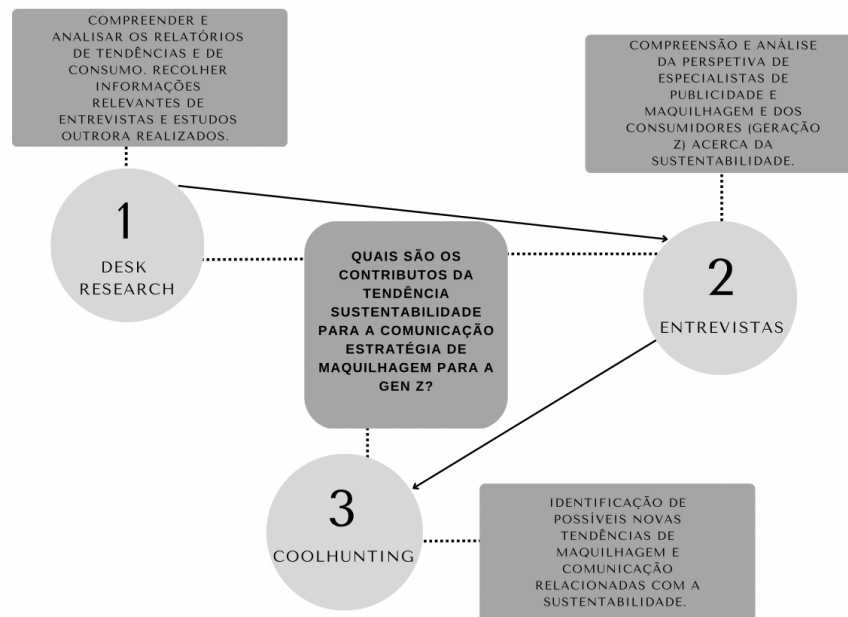 COMPREENDER E
ANALISAR OS RELATÓRIOS
DE TENDÊNCIAS E DE
CONSUMO. RECOLHER
INFORMAÇÕES
RELEVANTES DE
ENTREVISTAS E ESTUDOS
OUTRORA REALIZADOS.
1
DESK
RESEARCH
COMPREENSÃO E ANÁLISE
DA PERSPETIVA DE
ESPECIALISTAS DE
PUBLICIDADE E
MAQUILHAGEM E DOS
CONSUMIDORES (GERAÇÃO
Z) ACERCA DA
SUSTENTABILIDADE.
2
ENTREVISTAS
QUAIS SÃO OS
CONTRIBUTOS DA
TENDÊNCIA
SUSTENTABILIDADE
PARA A COMUNICAÇÃO
ESTRATÉGIA DE
MAQUILHAGEM PARA A
GEN Z?
3
COOLHUNTING
IDENTIFICAÇÃO DE
POSSÍVEIS NOVAS
TENDÊNCIAS DE
MAQUILHAGEM E
COMUNICAÇÃO
RELACIONADAS COM A
SUSTENTABILIDADE.